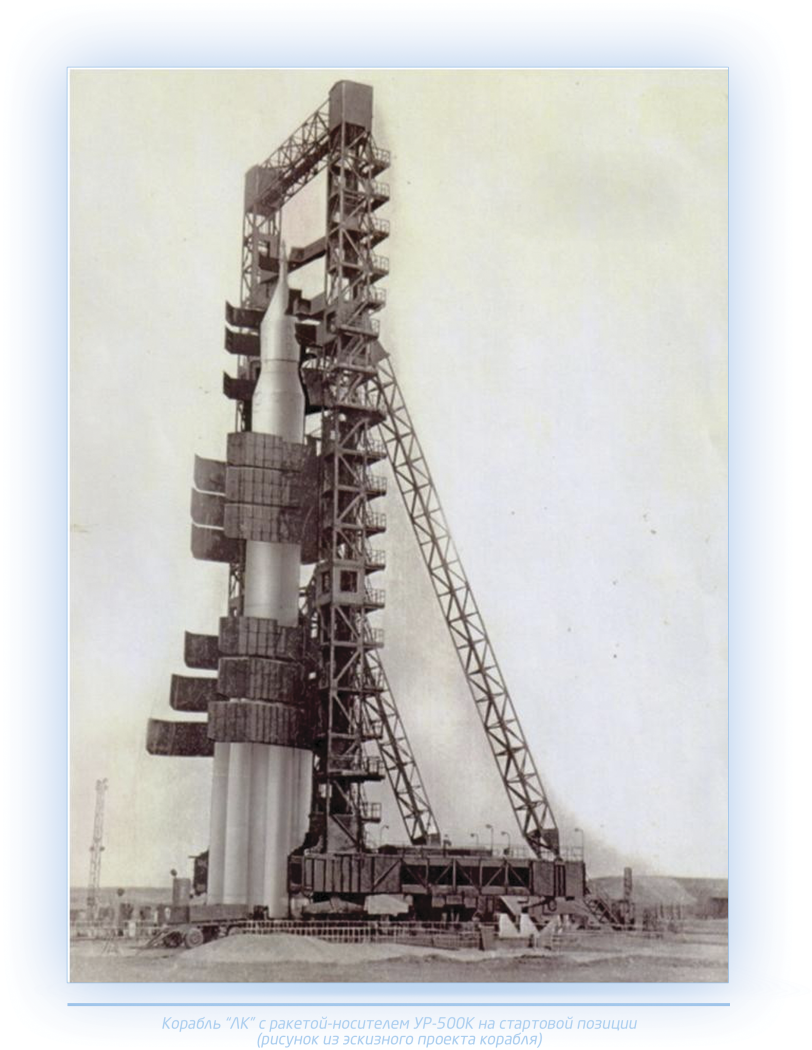 Корабль "ЛК" с ракетой-носителем УР-500К на стартовой позиции
(рисунок из эскизного проекта корабля)